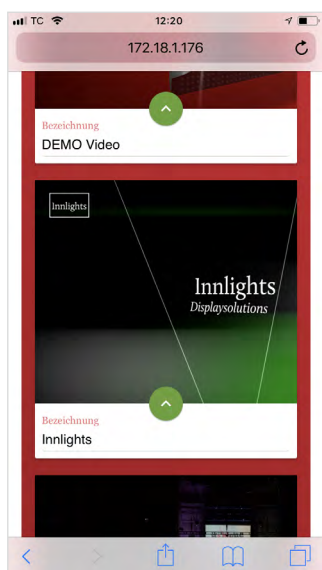 TC 12:20
172.18.1.176
Bezeichnung
DEMO Video
Innlights
Innlights
Displaysolutions
Bezeichnung
Innlights